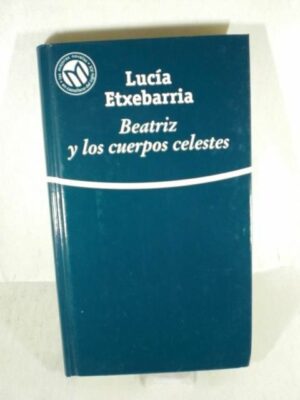 Lucía
Etxebarria
Beatriz
y los cuerpos celestes